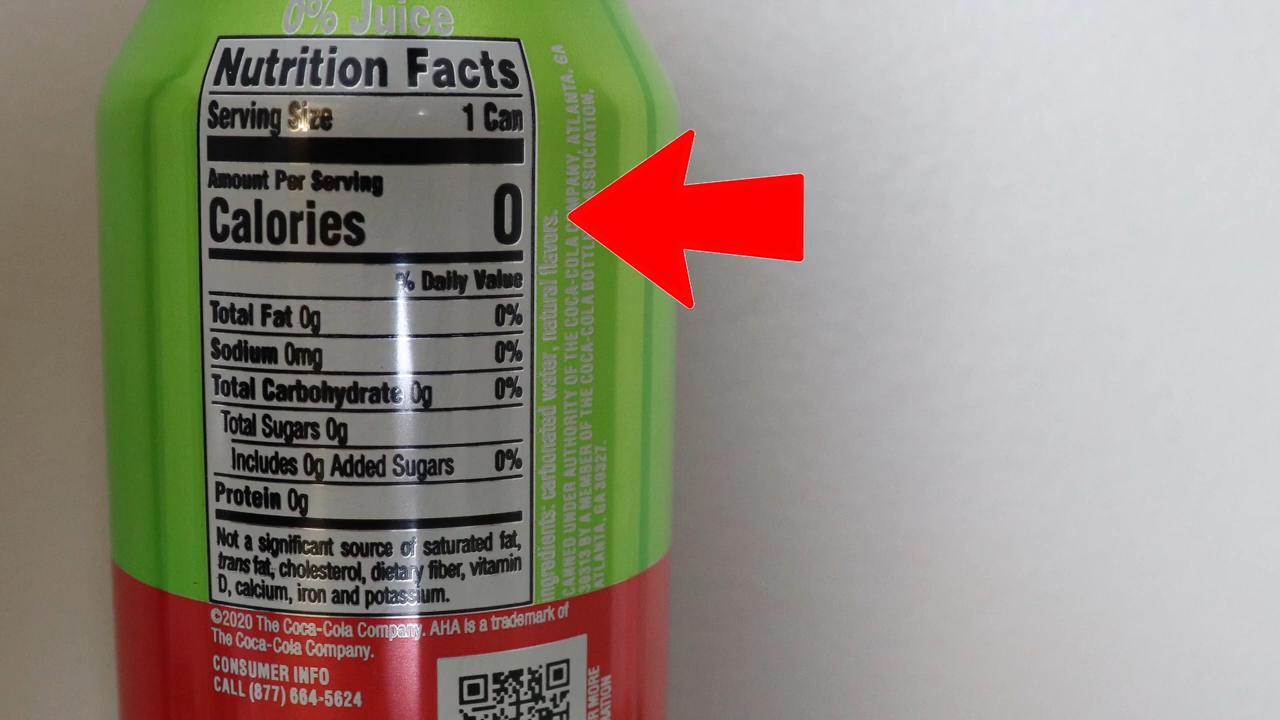 0% Juice
Nutrition Facts
Serving Size 1 Can
Amount Per Serving
Calories 0
% Daily Value
Total Fat 0g 0%
Sodium 0mg 0%
Total Carbohydrate 0g 0%
Total Sugars 0g
Includes 0g Added Sugars 0%
Protein 0g
Not a significant source of saturated fat,
trans fat, cholesterol, dietary fiber, vitamin
D, calcium, iron and potassium.
Ingredients: carbonated water, natural flavors.
CANNED UNDER AUTHORITY OF THE COCA-COLA COMPANY, ATLANTA, GA
30313 BY A MEMBER OF THE COCA-COLA BOTTL ASSOCIATION,
ATLANTA, GA 30327.
©2020 The Coca-Cola Company. AHA is a trademark of
The Coca-Cola Company.
CONSUMER INFO
CALL (877) 664-5624
MORE